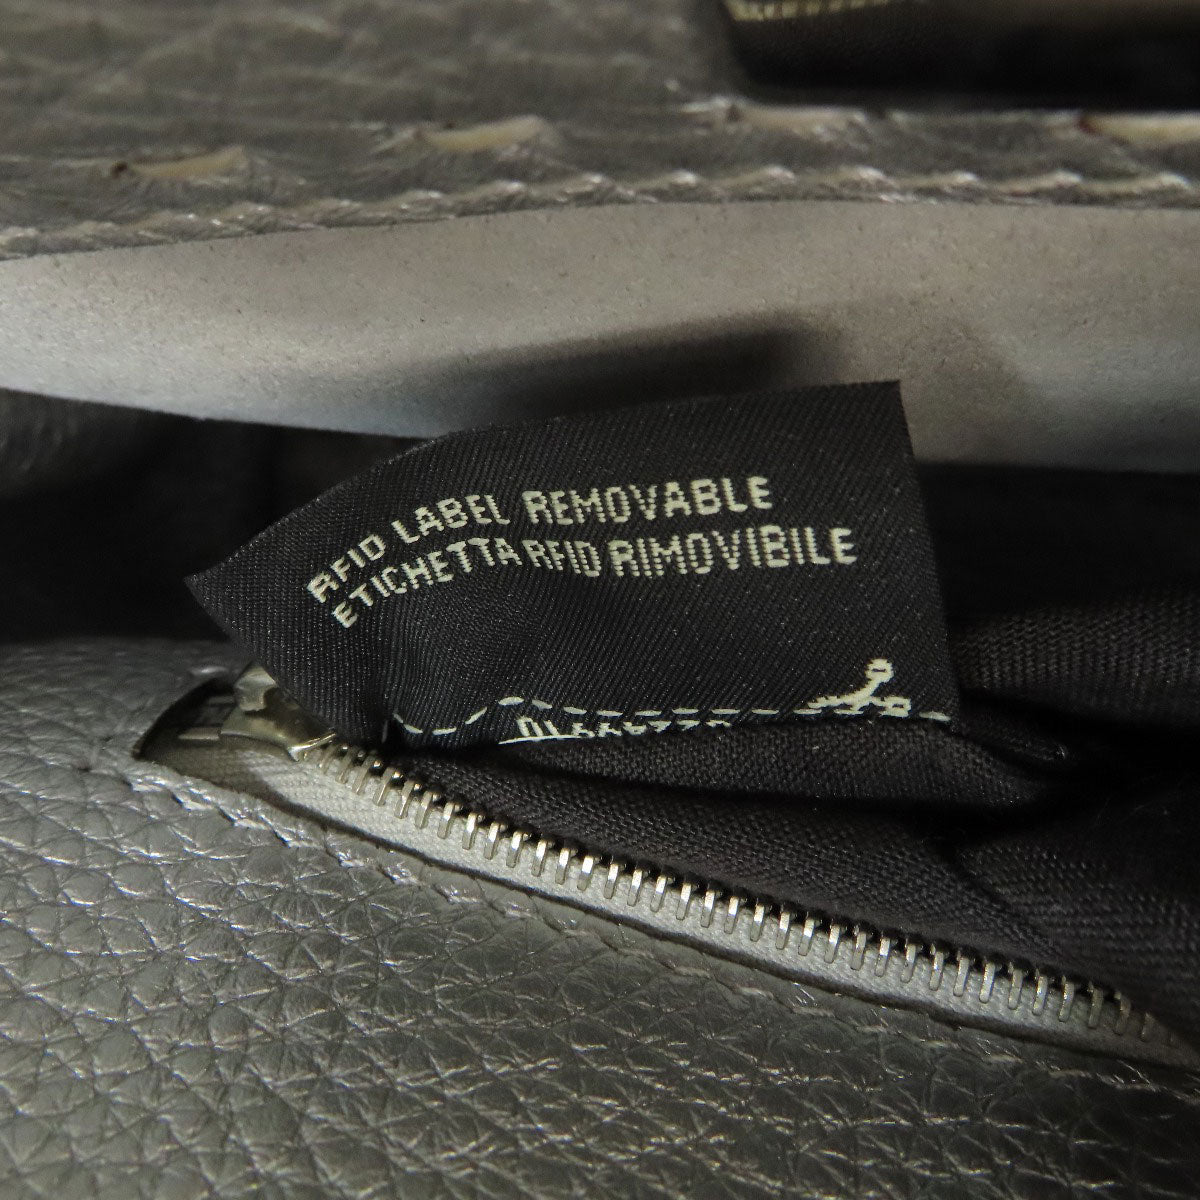 RFID LABEL REMOVABLE
ETICHETTA RFID RIMOVIBILE